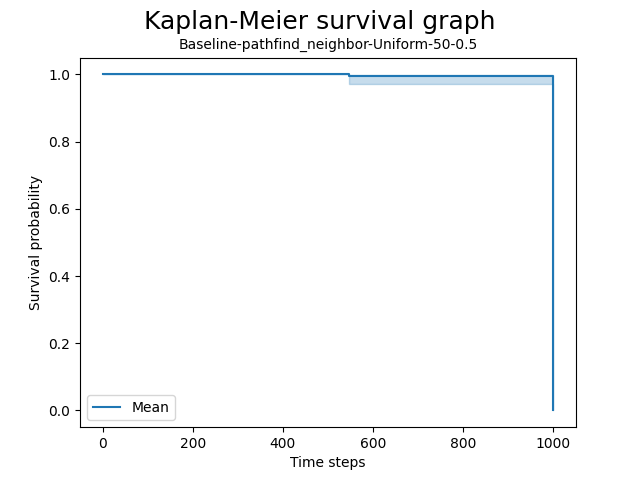 Kaplan-Meier survival graph
Baseline-pathfind_neighbor-Uniform-50-0.5
1.0
0.8
0.6
0.4
0.2
0.0
Survival probability
Mean
0
200
400
600
800
1000
Time steps